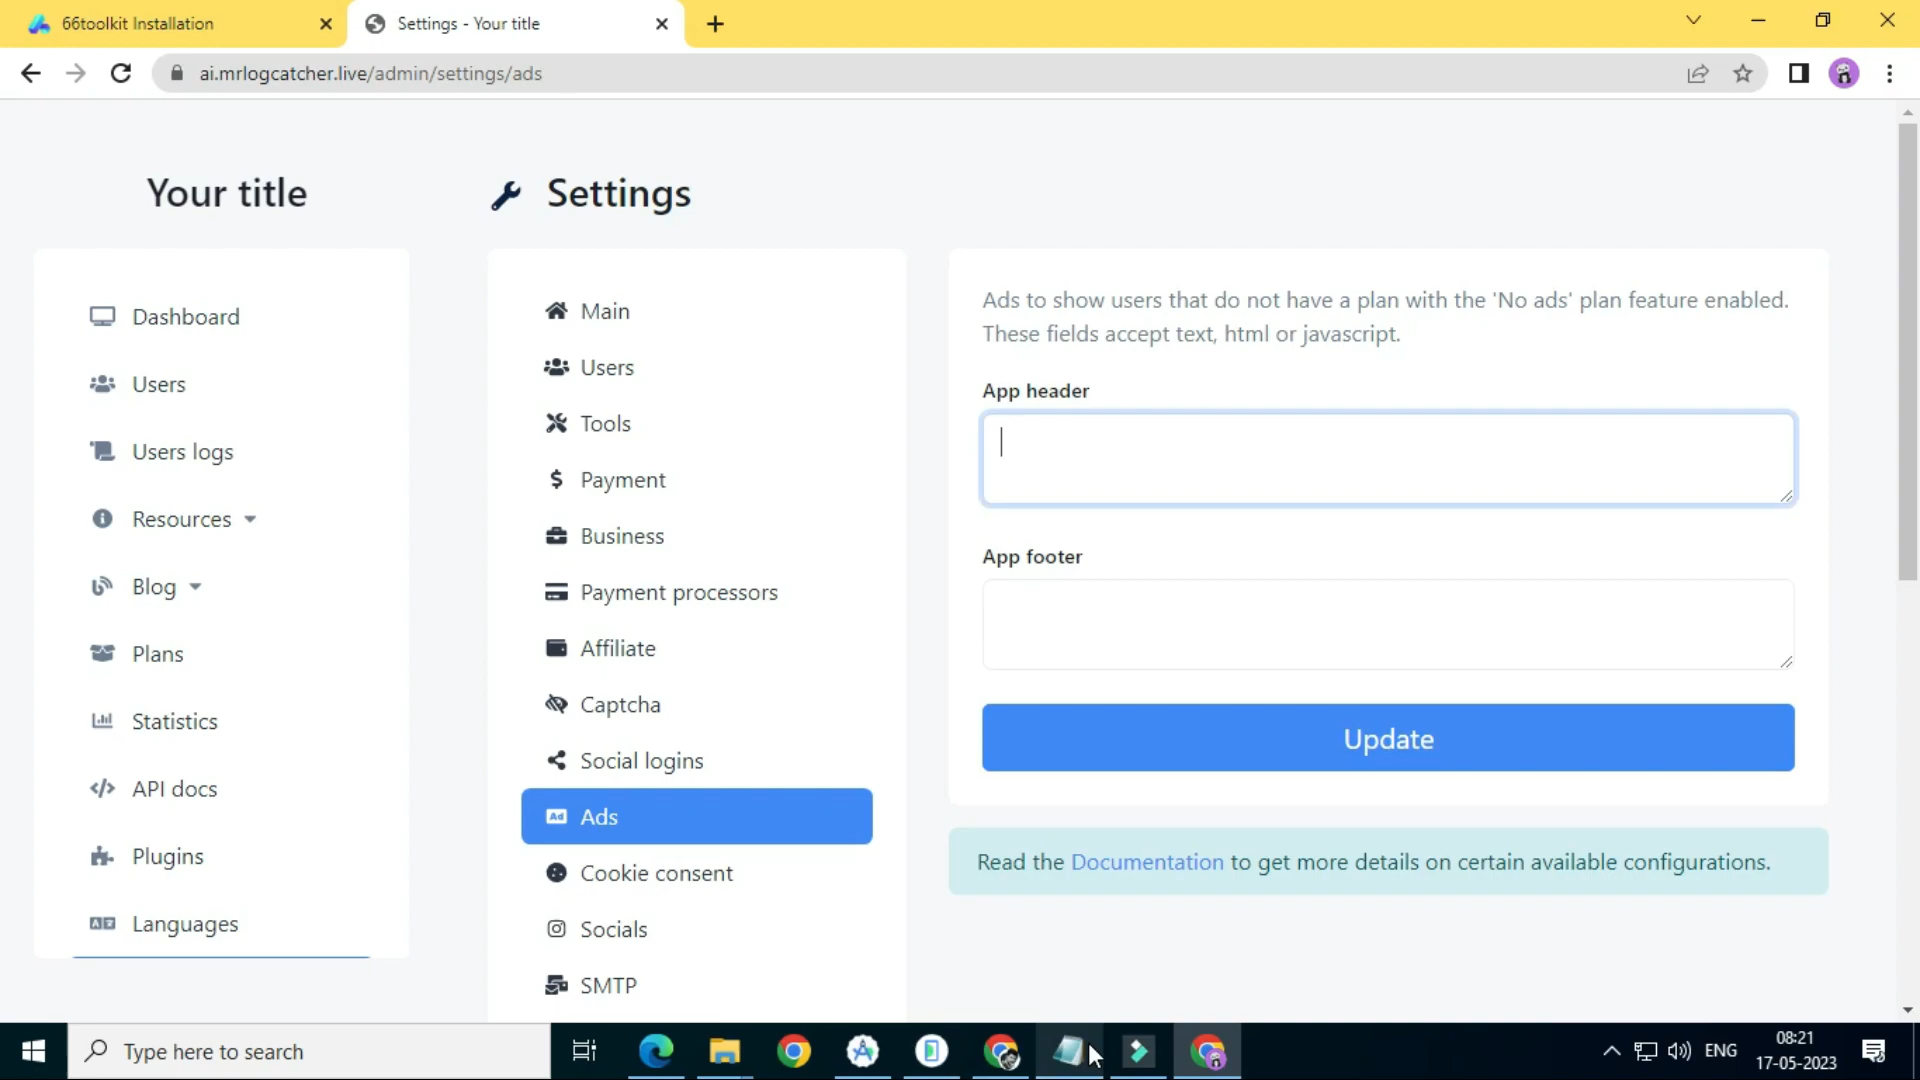 66toolkit Installation
Settings - Your title
ai.mrlogcatcher.live/admin/settings/ads
Your title
Dashboard
Users
Users logs
Resources
Blog
Plans
Statistics
API docs
Plugins
Languages
Settings
Main
Users
Tools
Payment
Business
Payment processors
Affiliate
Captcha
Social logins
Ad Ads
Cookie consent
Socials
SMTP
Ads to show users that do not have a plan with the 'No ads' plan feature enabled.
These fields accept text, html or javascript.
App header
App footer
Update
Read the Documentation to get more details on certain available configurations.
Type here to search
ENG
08:21
17-05-2023